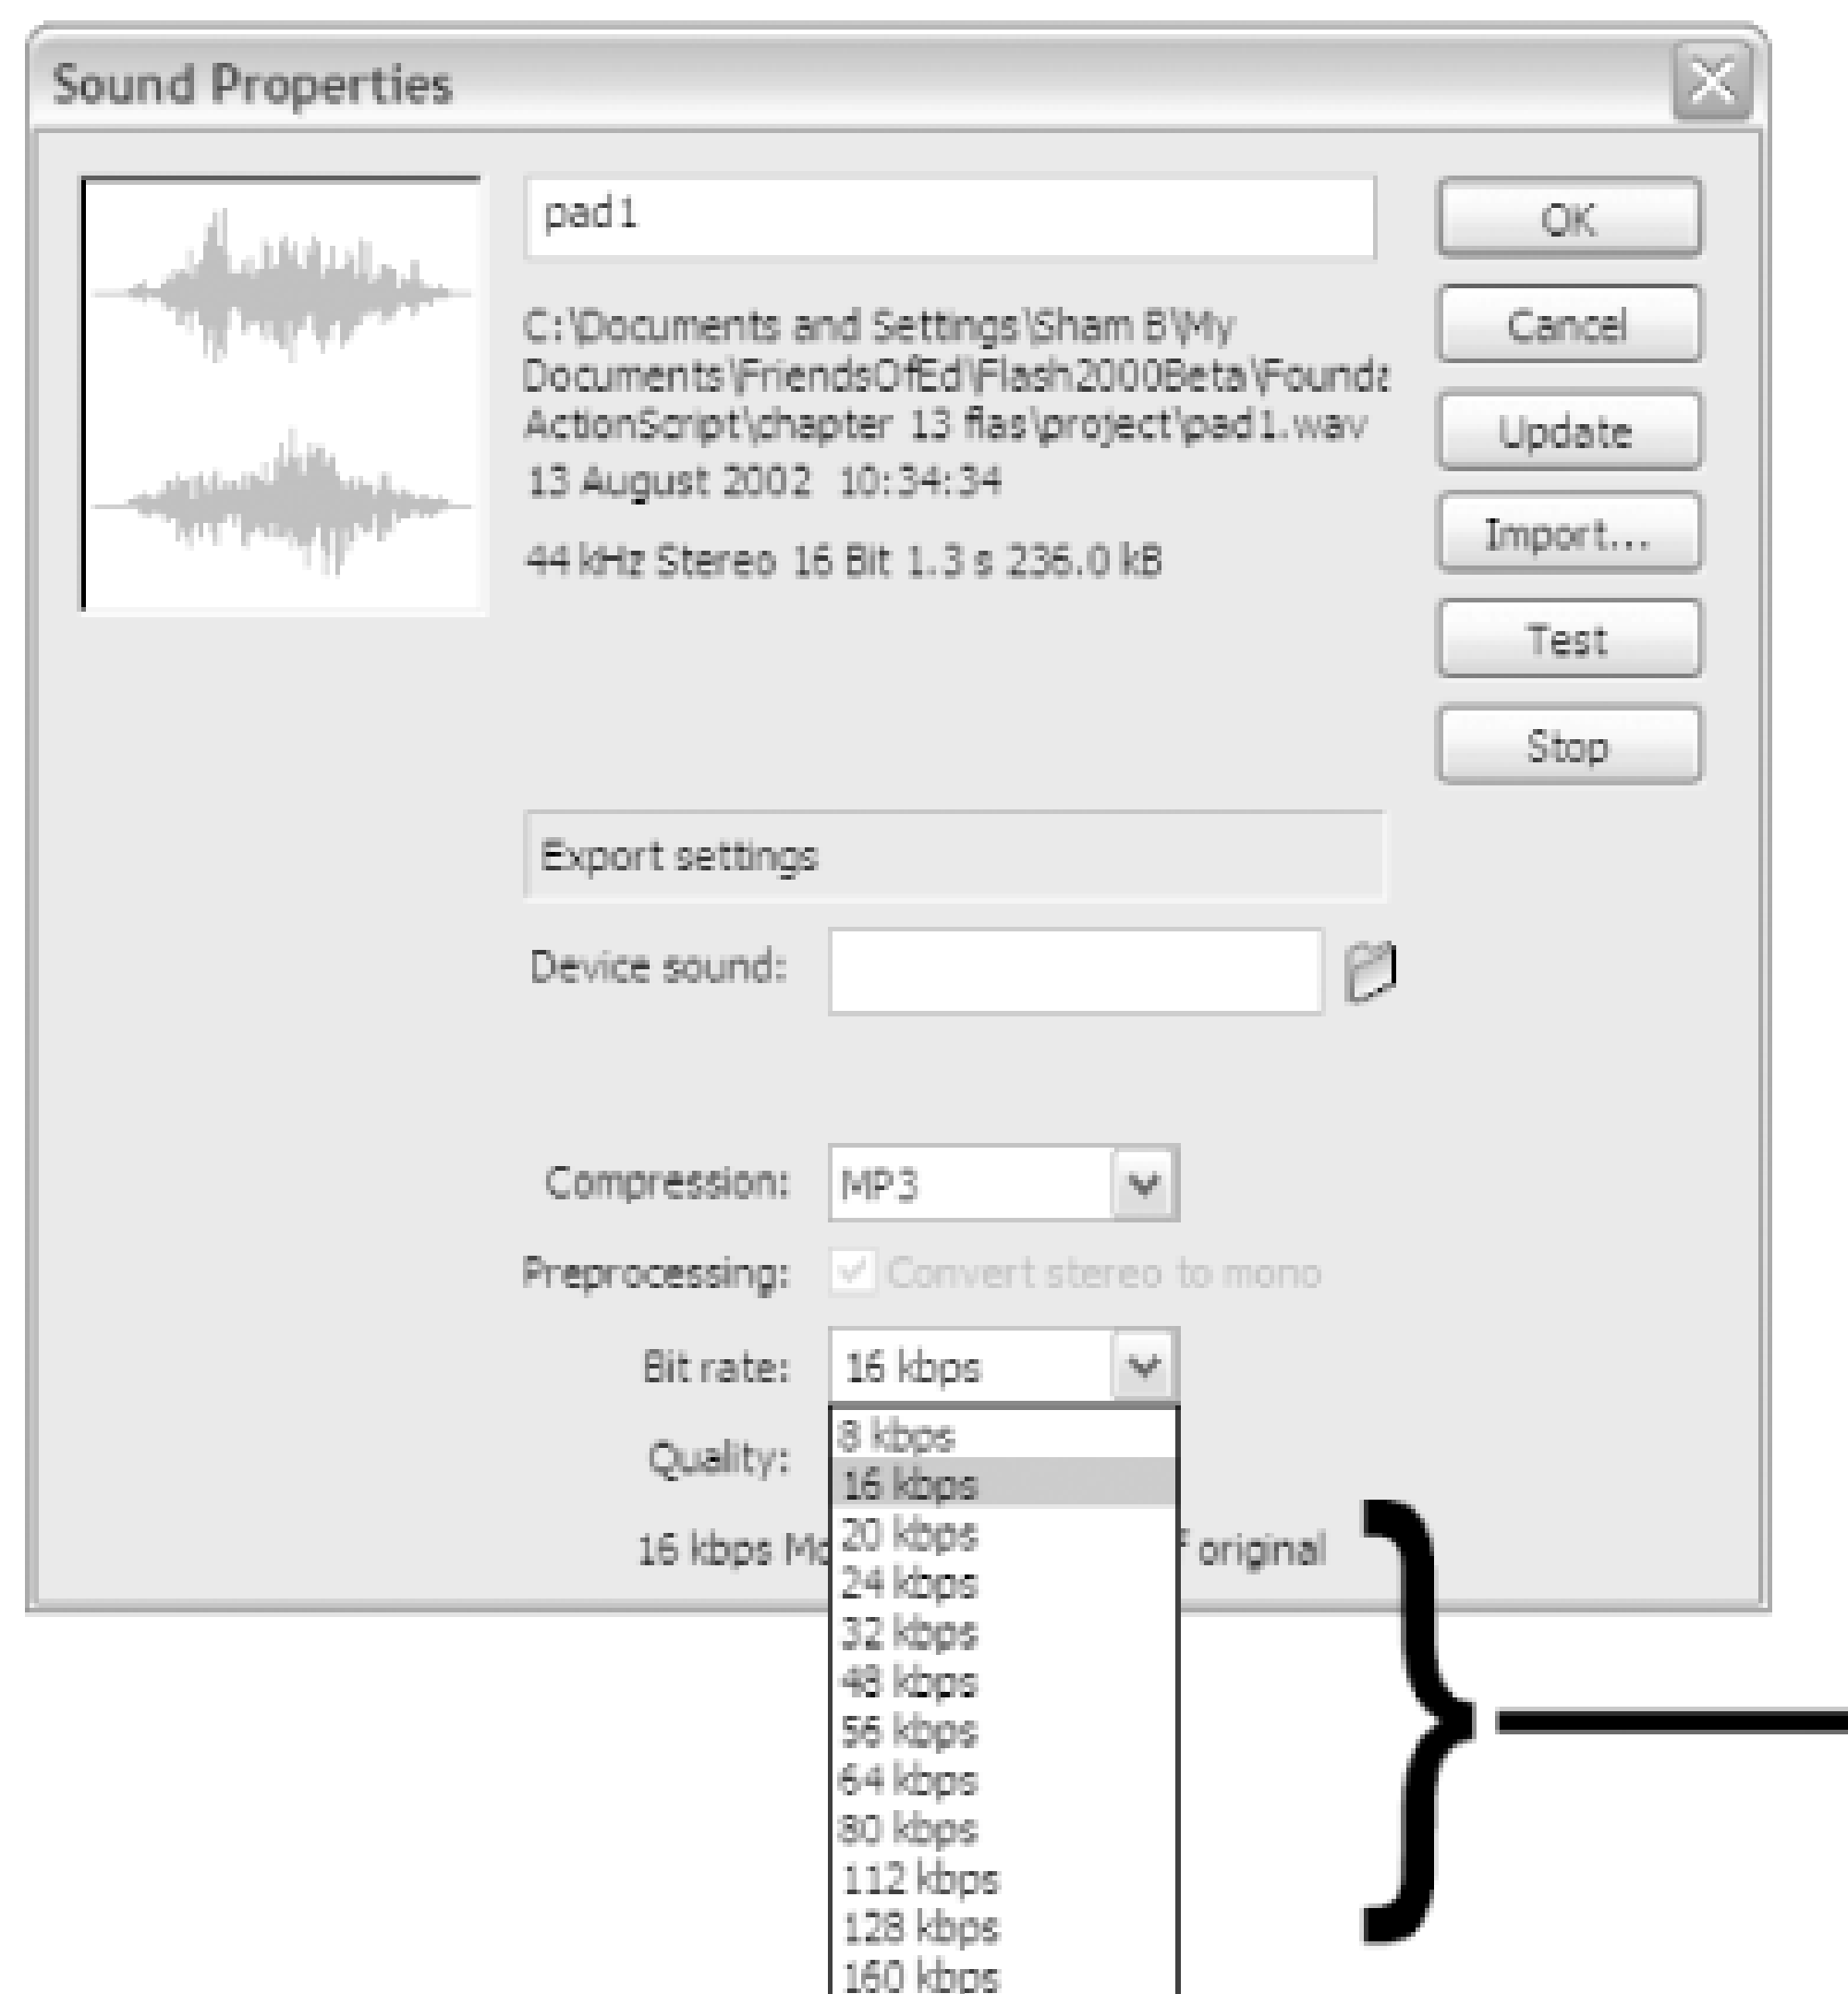 Sound Properties
pad1
C:\Documents and Settings\Sham B\My
Documents\FriendsOfEd\Flash2000Beta\Founda
ActionScript\chapter 13 flas\project\pad1.wav
13 August 2002 10:34:34
44 kHz Stereo 16 Bit 1.3 s 236.0 kB
OK
Cancel
Update
Import...
Test
Stop
Export settings
Device sound:
Compression: MP3
Preprocessing: Convert stereo to mono
Bit rate: 16 kbps
Quality:
16 kbps original
8 kbps
16 kbps
20 kbps
24 kbps
32 kbps
48 kbps
56 kbps
64 kbps
80 kbps
112 kbps
128 kbps
160 kbps